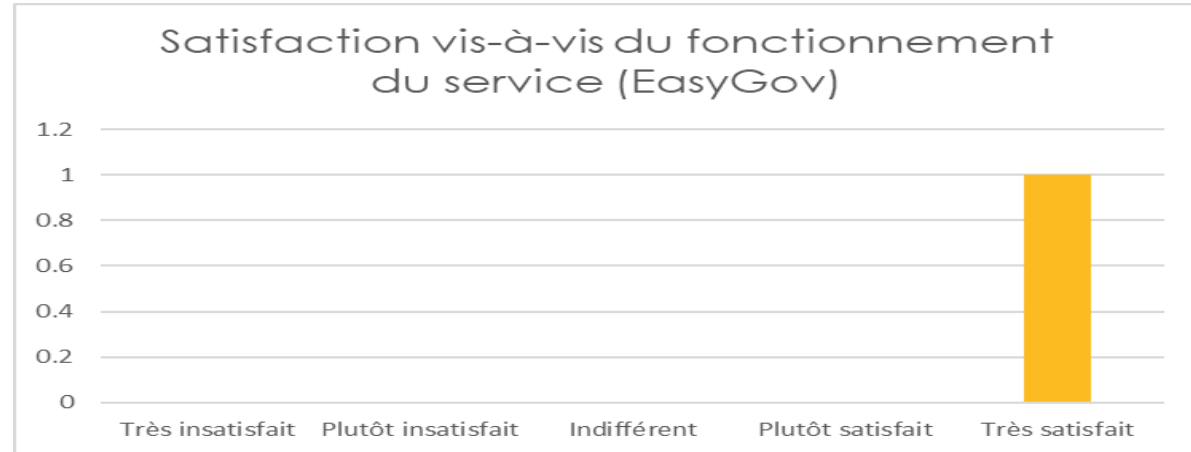 Satisfaction vis-à-vis du fonctionnement
du service (EasyGov)
1.2
1
0.8
0.6
0.4
0.2
0
Très insatisfait Plutôt insatisfait Indifférent Plutôt satisfait Très satisfait